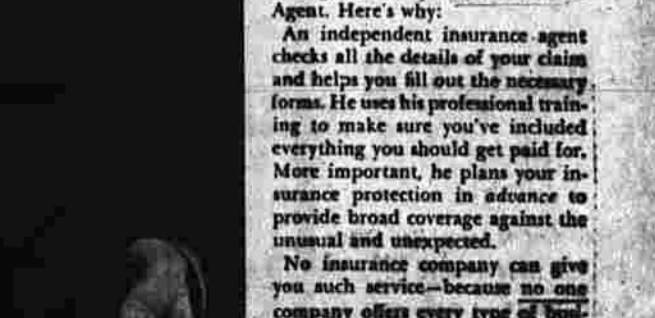 Agent. Here's why:
An independent insurance agent
checks all the details of your claim
and helps you fill out the necessary
forms. He uses his professional train-
ing to make sure you've included
everything you should get paid for.
More important, he plans your in-
surance protection in advance to
provide broad coverage against the
unusual and unexpected.
No insurance company can give
you such service—because no one
company offers every type of busi-